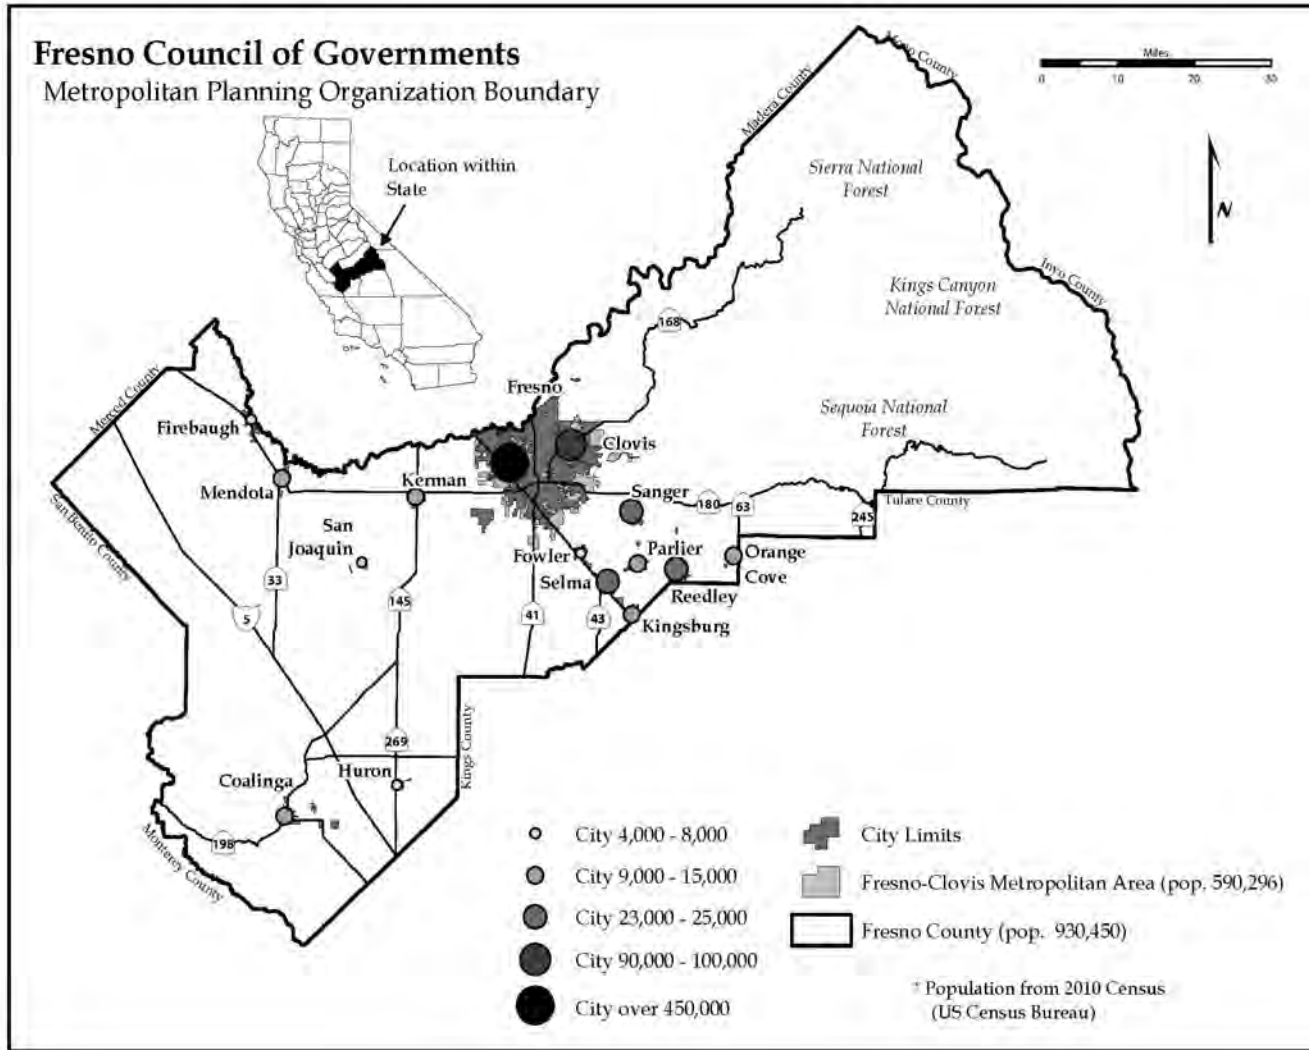 Fresno Council of Governments
Metropolitan Planning Organization Boundary
Location within
State
Miles
0 10 20 30
N
Mono County
Madera County
Sierra National
Forest
Inyo County
Kings Canyon
National Forest
168
Fresno
Merced County
Firebaugh
Clovis
Sequoia National
Forest
Mendota
Kerman
Sanger
180
63
245
Tulare County
San Benito County
San
Joaquin
Fowler
Parlier
Orange
Cove
Selma
Reedley
33
145
5
41
43
Kingsburg
269
Kings County
Coalinga
Huron
198
Monterey County
City 4,000 - 8,000
City 9,000 - 15,000
City 23,000 - 25,000
City 90,000 - 100,000
City over 450,000
City Limits
Fresno-Clovis Metropolitan Area (pop. 590,296)
Fresno County (pop. 930,450)
* Population from 2010 Census
(US Census Bureau)